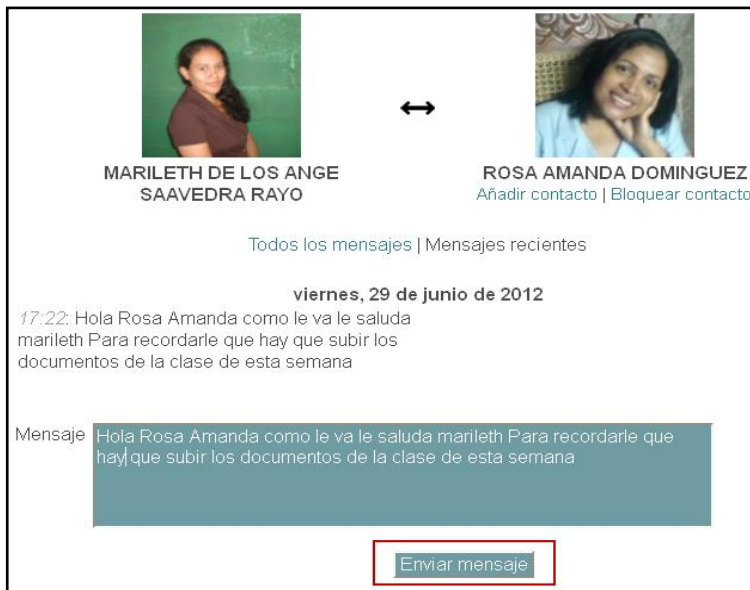 MARILETH DE LOS ANGE
SAAVEDRA RAYO
ROSA AMANDA DOMINGUEZ
Añadir contacto | Bloquear contacto
Todos los mensajes | Mensajes recientes
viernes, 29 de junio de 2012
17:22: Hola Rosa Amanda como le va le saluda
marileth Para recordarle que hay que subir los
documentos de la clase de esta semana
Mensaje
Hola Rosa Amanda como le va le saluda marileth Para recordarle que
hay que subir los documentos de la clase de esta semana
Enviar mensaje